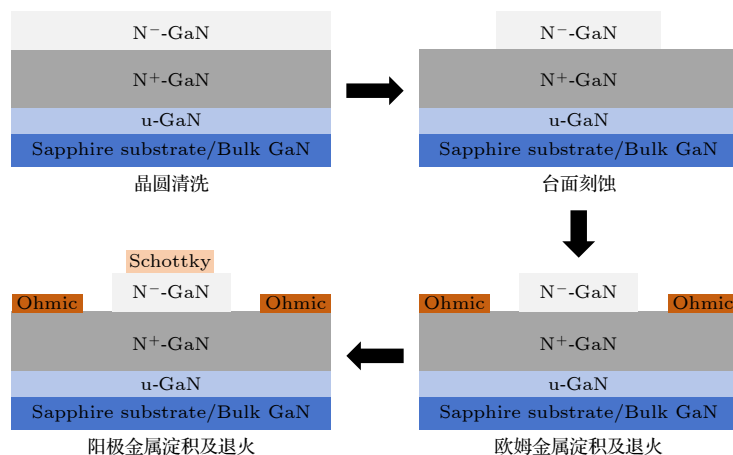 N⁻-GaN
N⁺-GaN
u-GaN
Sapphire substrate/Bulk GaN
晶圆清洗
N⁻-GaN
N⁺-GaN
u-GaN
Sapphire substrate/Bulk GaN
台面刻蚀
Schottky
Ohmic
N⁻-GaN
Ohmic
N⁺-GaN
u-GaN
Sapphire substrate/Bulk GaN
阳极金属淀积及退火
Ohmic
N⁻-GaN
Ohmic
N⁺-GaN
u-GaN
Sapphire substrate/Bulk GaN
欧姆金属淀积及退火